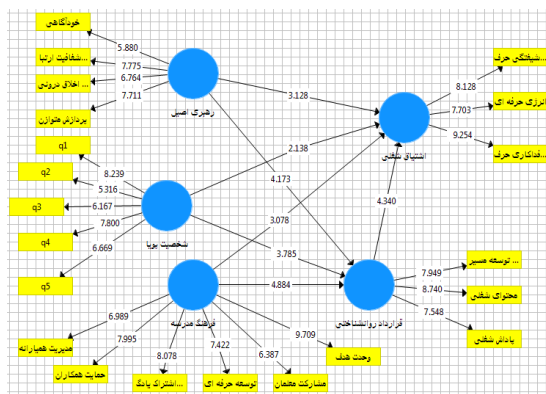 خودآگاهی
شفافیت ارتبا...
اخلاق درونی ...
پردازش متوازن
5.880
7.775
6.764
7.711
رهبری اصیل
3.128
شیفتگی حرف...
انرژی حرفه ای
فداکاری حرف...
8.128
7.703
9.254
اشتیاق شغلی
q1
q2
q3
q4
q5
8.239
5.316
6.167
7.800
6.669
شخصیت پویا
2.138
4.173
3.078
3.785
4.340
4.884
فرهنگ مدرسه
قرارداد روانشناختی
توسعه مسیر ...
محتوای شغلی
پاداش شغلی
7.949
8.740
7.548
6.989
7.995
8.078
7.422
6.387
9.709
مدیریت همیارانه
حمایت همکاران
اشتراک یادگ...
توسعه حرفه ای
مشارکت معلمان
وحدت هدف